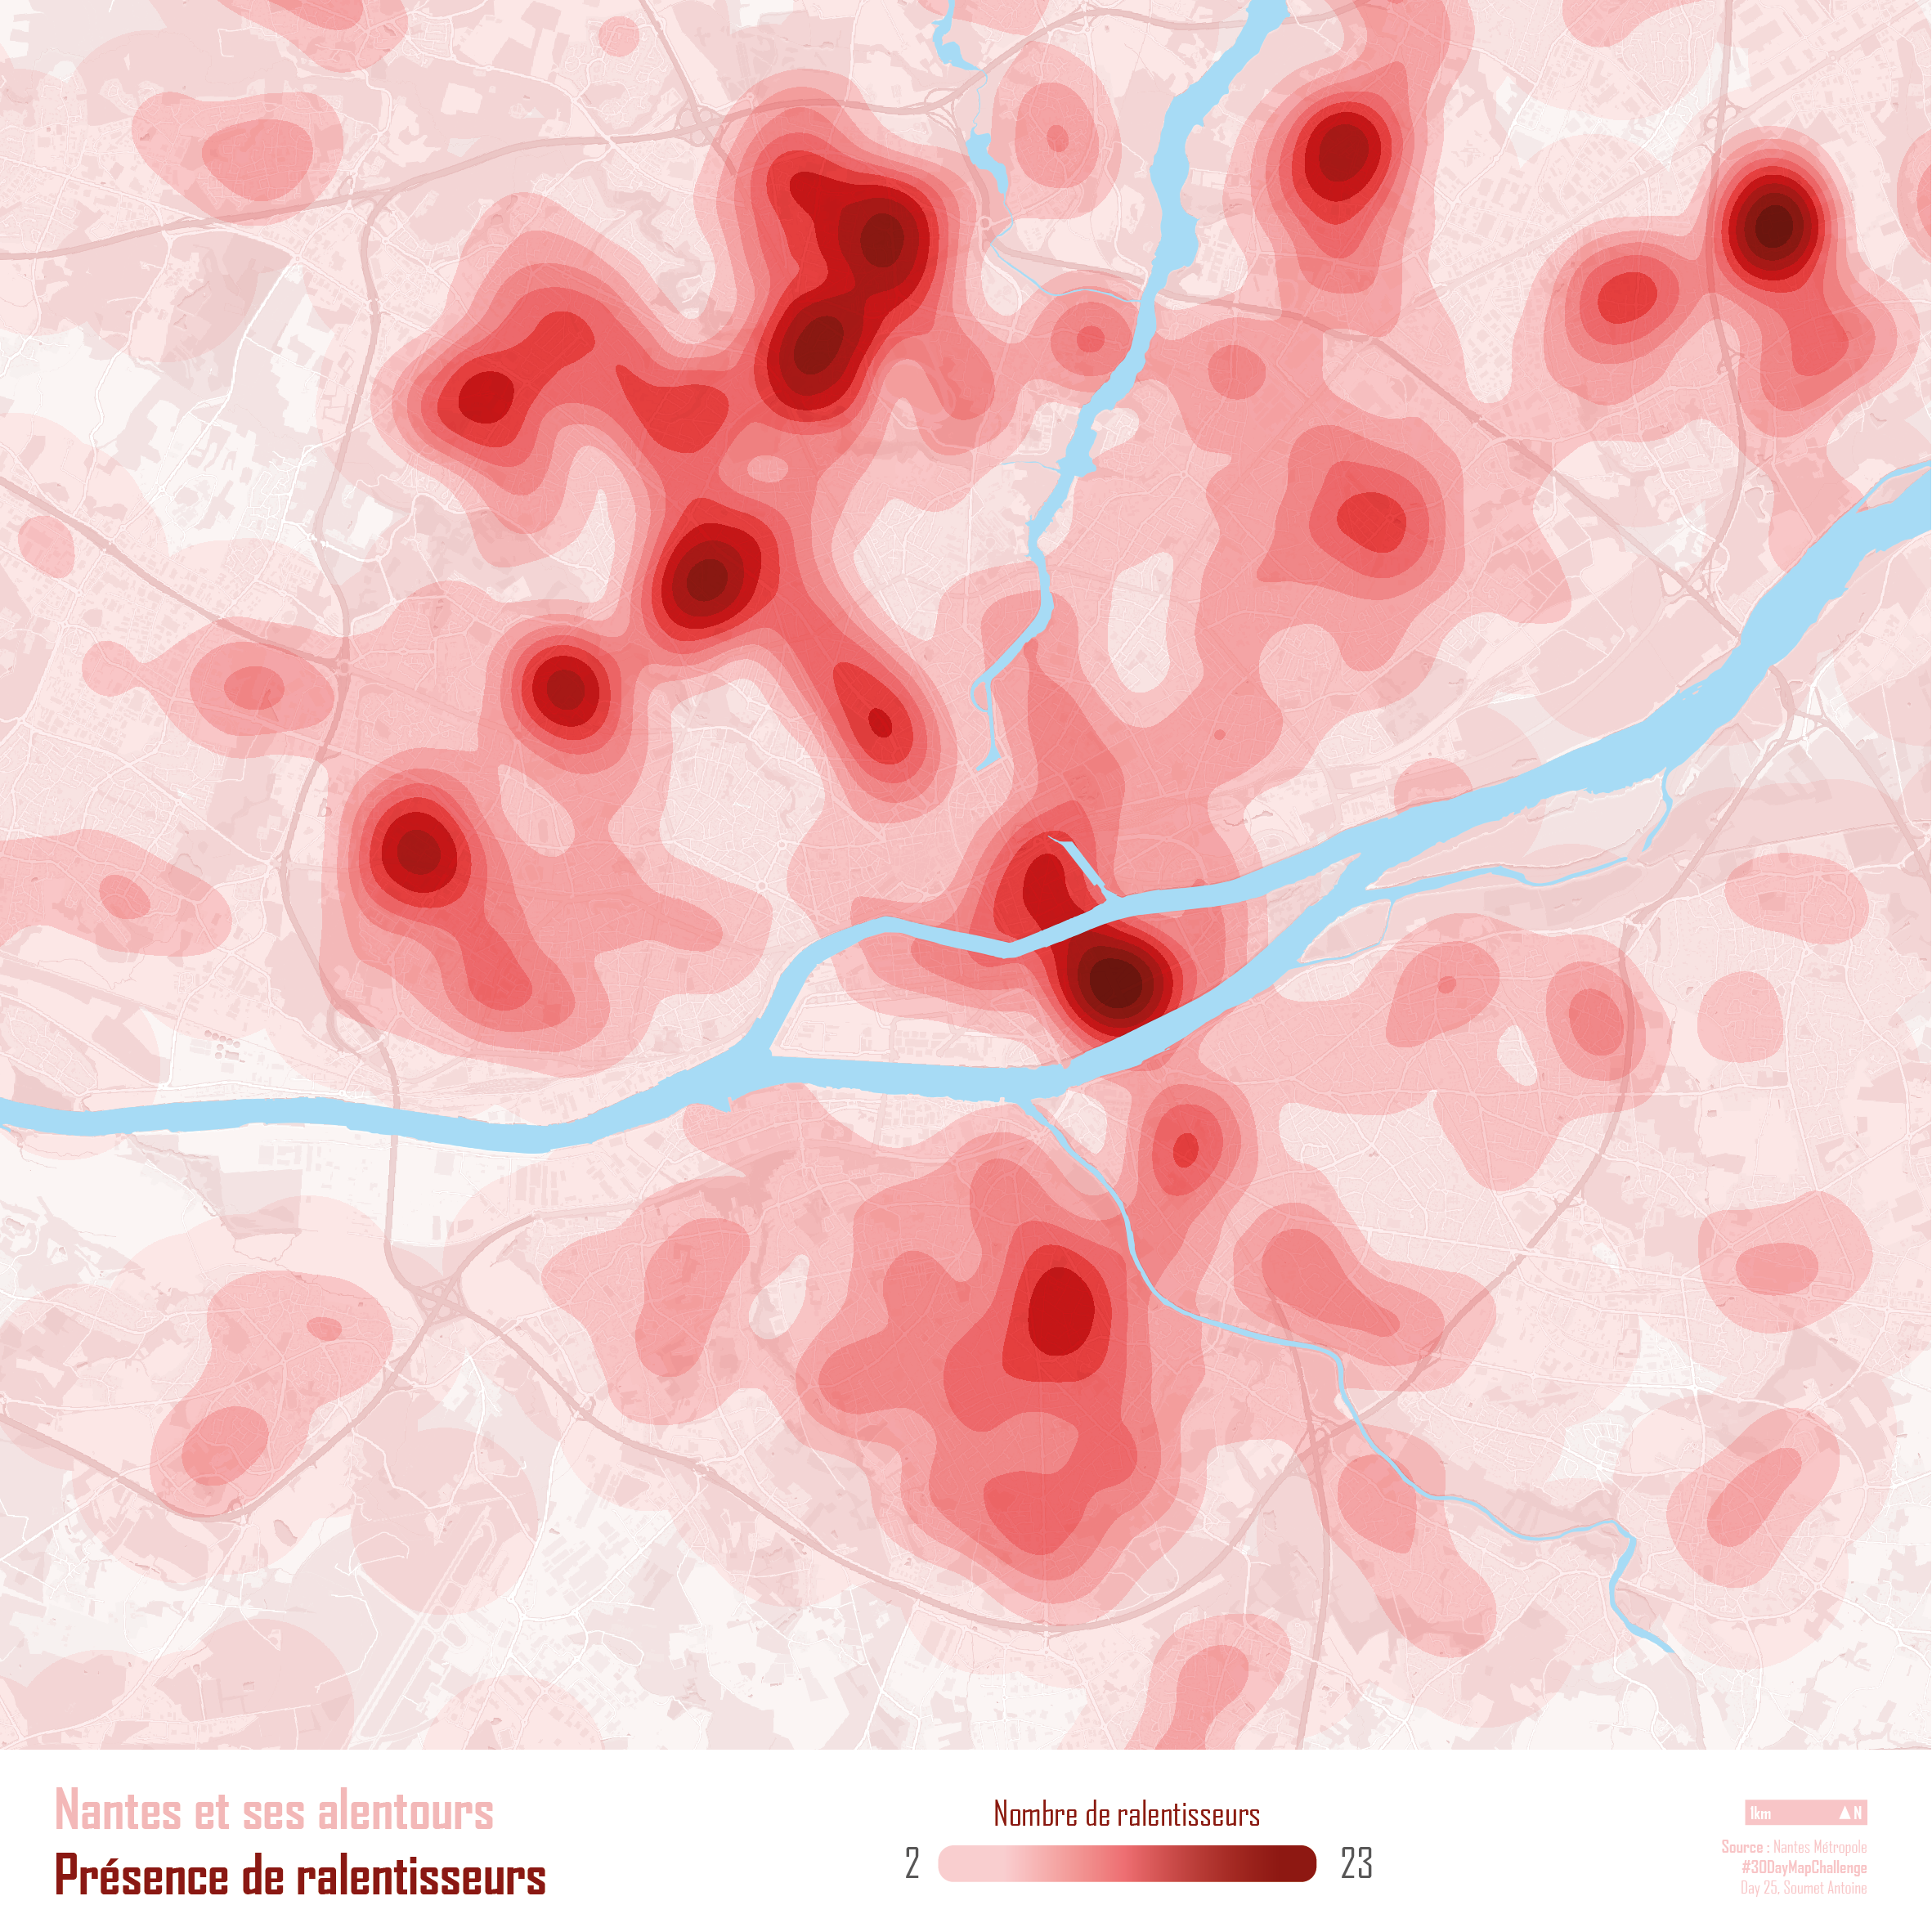 Nantes et ses alentours
Présence de ralentisseurs
Nombre de ralentisseurs
2 23
1km N
Source : Nantes Métropole
#30DayMapChallenge
Day 25, Soumet Antoine